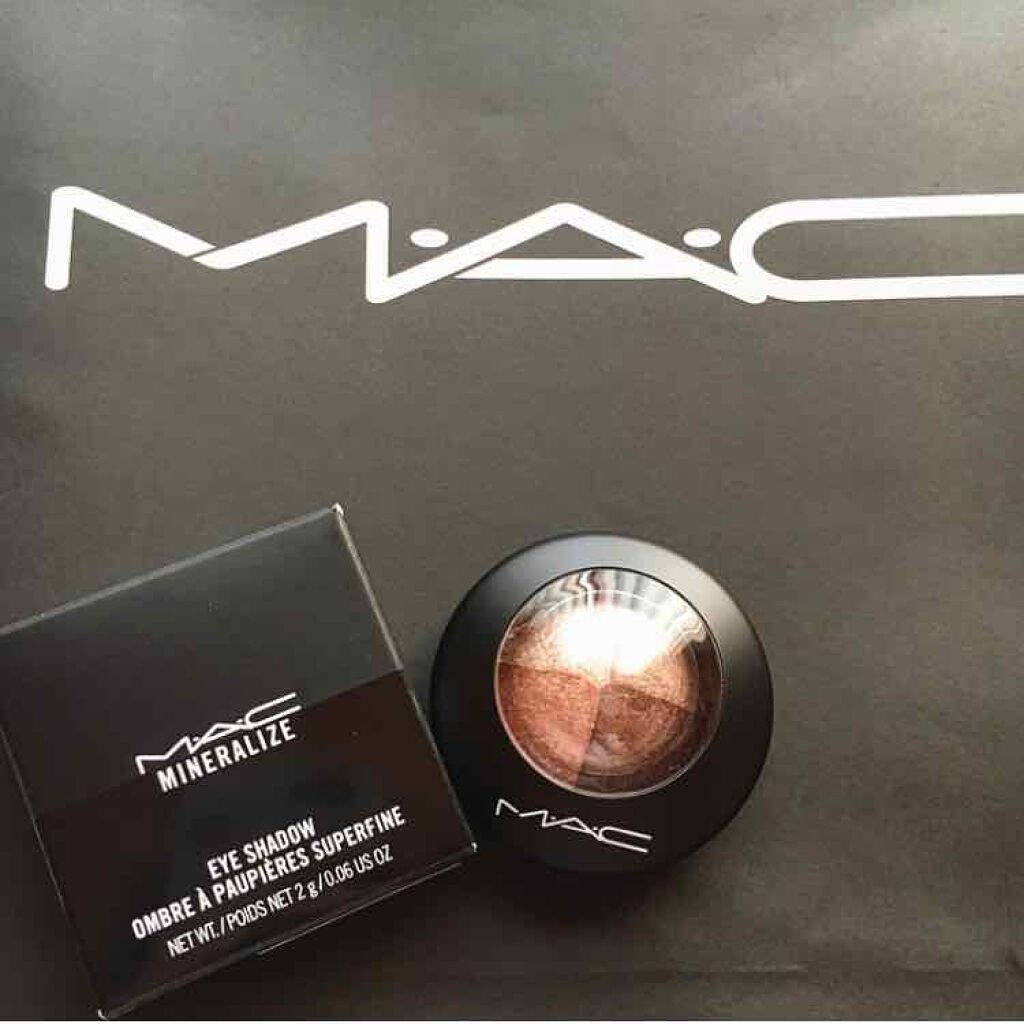 M·A·C
M·A·C
MINERALIZE
EYE SHADOW
OMBRE À PAUPIÈRES SUPERFINE
NET WT./POIDS NET 2 g/0.06 US OZ
M·A·C